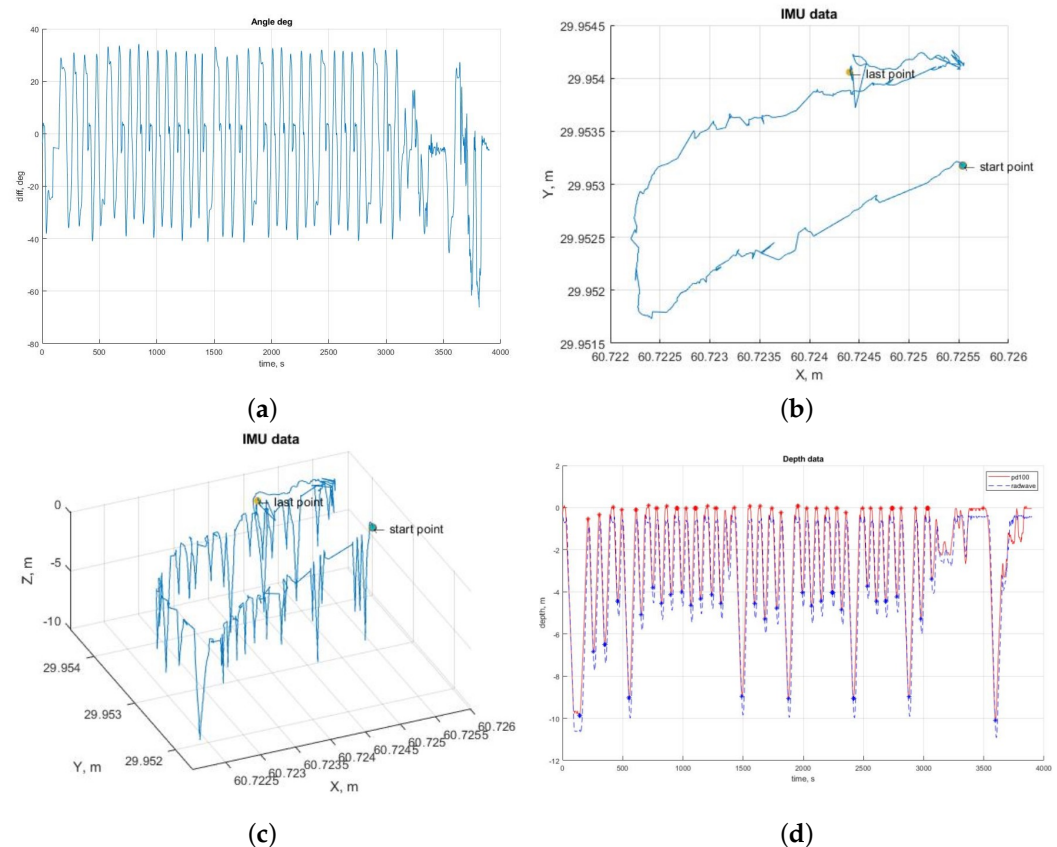 Angle deg
40
20
0
-20
-40
-60
-80
diff, deg
0 500 1000 1500 2000 2500 3000 3500 4000
time, s
(a)
IMU data
29.9545
29.954
29.9535
29.953
29.9525
29.952
29.9515
Y, m
last point
start point
60.722 60.7225 60.723 60.7235 60.724 60.7245 60.725 60.7255 60.726
X, m
(b)
IMU data
0
-5
-10
Z, m
last point
start point
29.954
29.953
29.952
Y, m
60.7225 60.723 60.7235 60.724 60.7245 60.725 60.7255 60.726
X, m
(c)
Depth data
2
0
-2
-4
-6
-8
-10
-12
depth, m
pd100
radwave
0 500 1000 1500 2000 2500 3000 3500 4000
time, s
(d)